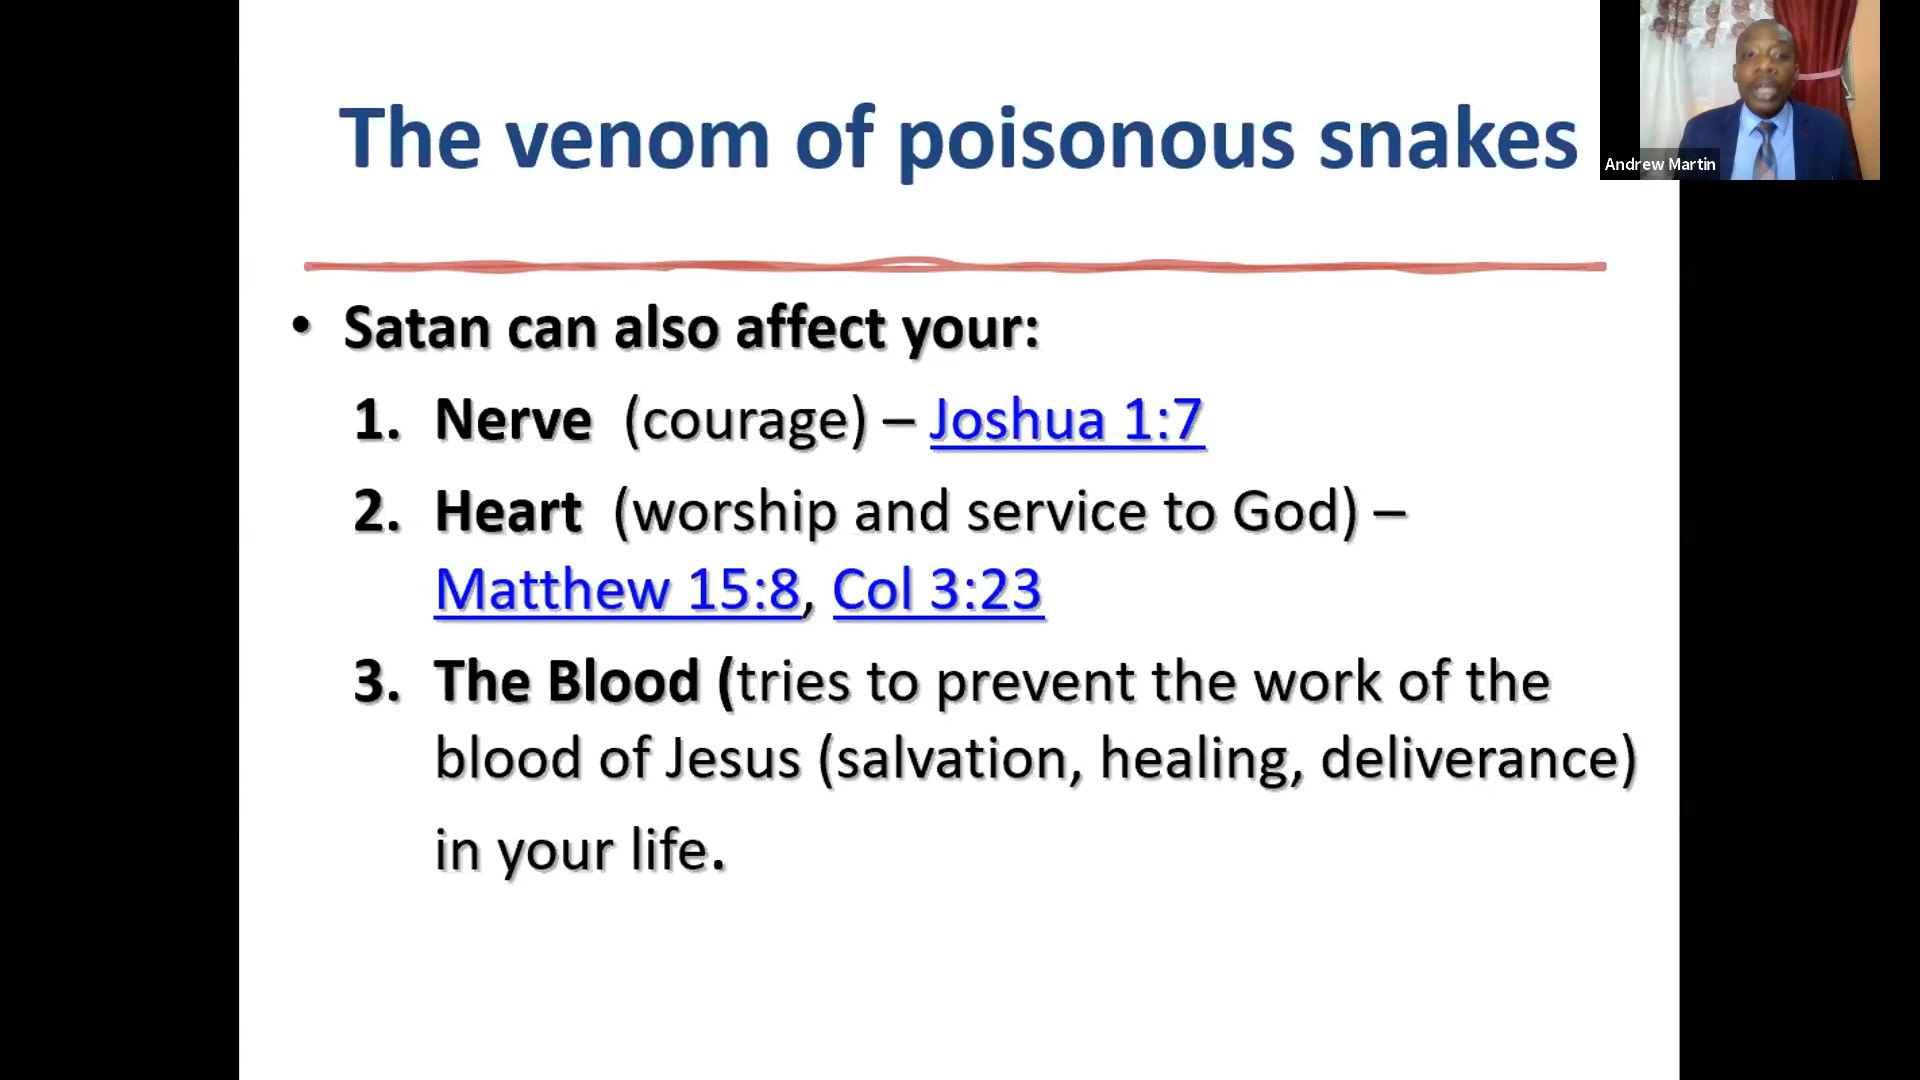 The venom of poisonous snakes
Andrew Martin
• Satan can also affect your:
1. Nerve (courage) – Joshua 1:7
2. Heart (worship and service to God) –
Matthew 15:8, Col 3:23
3. The Blood (tries to prevent the work of the
blood of Jesus (salvation, healing, deliverance)
in your life.